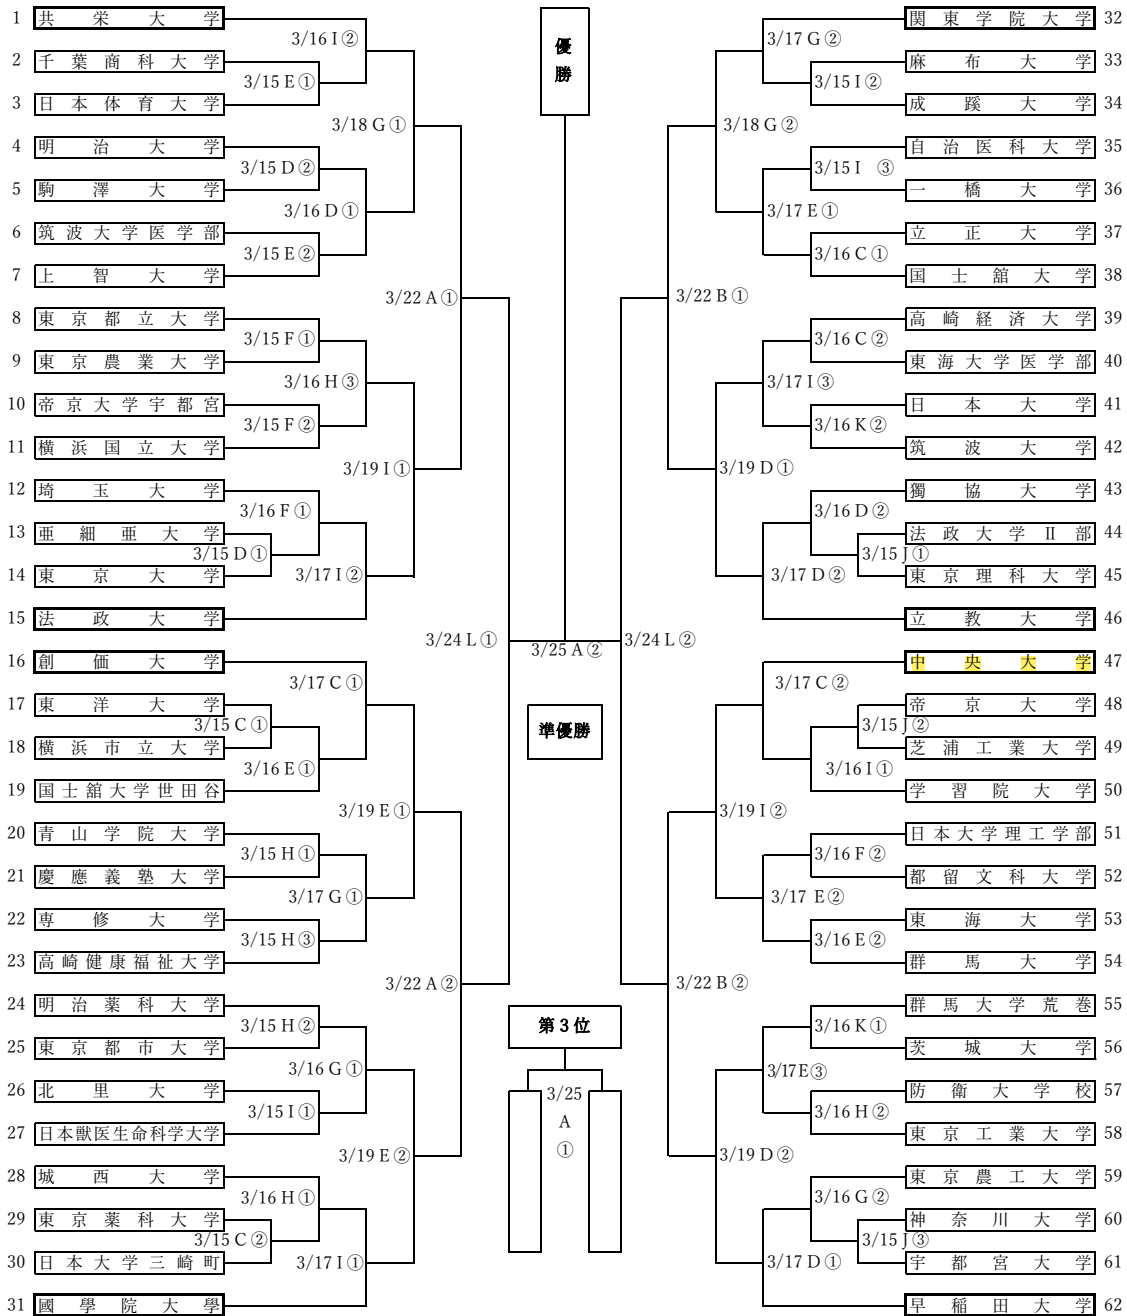 1 共栄大学
3/16 I ②
2 千葉商科大学
3/15 E ①
3 日本体育大学
3/18 G ①
4 明治大学
3/15 D ②
5 駒澤大学
3/16 D ①
6 筑波大学医学部
3/15 E ②
7 上智大学
3/22 A ①
8 東京都立大学
3/15 F ①
9 東京農業大学
3/16 H ③
10 帝京大学宇都宮
3/15 F ②
11 横浜国立大学
3/19 I ①
12 埼玉大学
3/16 F ①
13 亜細亜大学
3/15 D ①
14 東京大学
3/17 I ②
15 法政大学
3/24 L ①
16 創価大学
3/17 C ①
17 東洋大学
3/15 C ①
18 横浜市立大学
3/16 E ①
19 国士舘大学世田谷
3/19 E ①
20 青山学院大学
3/15 H ①
21 慶應義塾大学
3/17 G ①
22 専修大学
3/15 H ③
23 高崎健康福祉大学
3/22 A ②
24 明治薬科大学
3/15 H ②
25 東京都市大学
3/16 G ①
26 北里大学
3/15 I ①
27 日本獣医生命科学大学
3/19 E ②
28 城西大学
3/16 H ①
29 東京薬科大学
3/15 C ②
30 日本大学三崎町
3/17 I ①
31 國學院大學
優勝
3/25 A ②
準優勝
第3位
3/25
A
①
関東学院大学 32
3/17 G ②
麻布大学 33
3/15 I ②
成蹊大学 34
3/18 G ②
自治医科大学 35
3/15 I ③
一橋大学 36
3/17 E ①
立正大学 37
3/16 C ①
国士舘大学 38
3/22 B ①
高崎経済大学 39
3/16 C ②
東海大学医学部 40
3/17 I ③
日本大学 41
3/16 K ②
筑波大学 42
3/19 D ①
獨協大学 43
3/16 D ②
法政大学Ⅱ部 44
3/15 J ①
東京理科大学 45
3/17 D ②
立教大学 46
3/24 L ②
中央大学 47
3/17 C ②
帝京大学 48
3/15 J ②
芝浦工業大学 49
3/16 I ①
学習院大学 50
3/19 I ②
日本大学理工学部 51
3/16 F ②
都留文科大学 52
3/17 E ②
東海大学 53
3/16 E ②
群馬大学 54
3/22 B ②
群馬大学荒巻 55
3/16 K ①
茨城大学 56
3/17E ③
防衛大学校 57
3/16 H ②
東京工業大学 58
3/19 D ②
東京農工大学 59
3/16 G ②
神奈川大学 60
3/15 J ③
宇都宮大学 61
3/17 D ①
早稲田大学 62